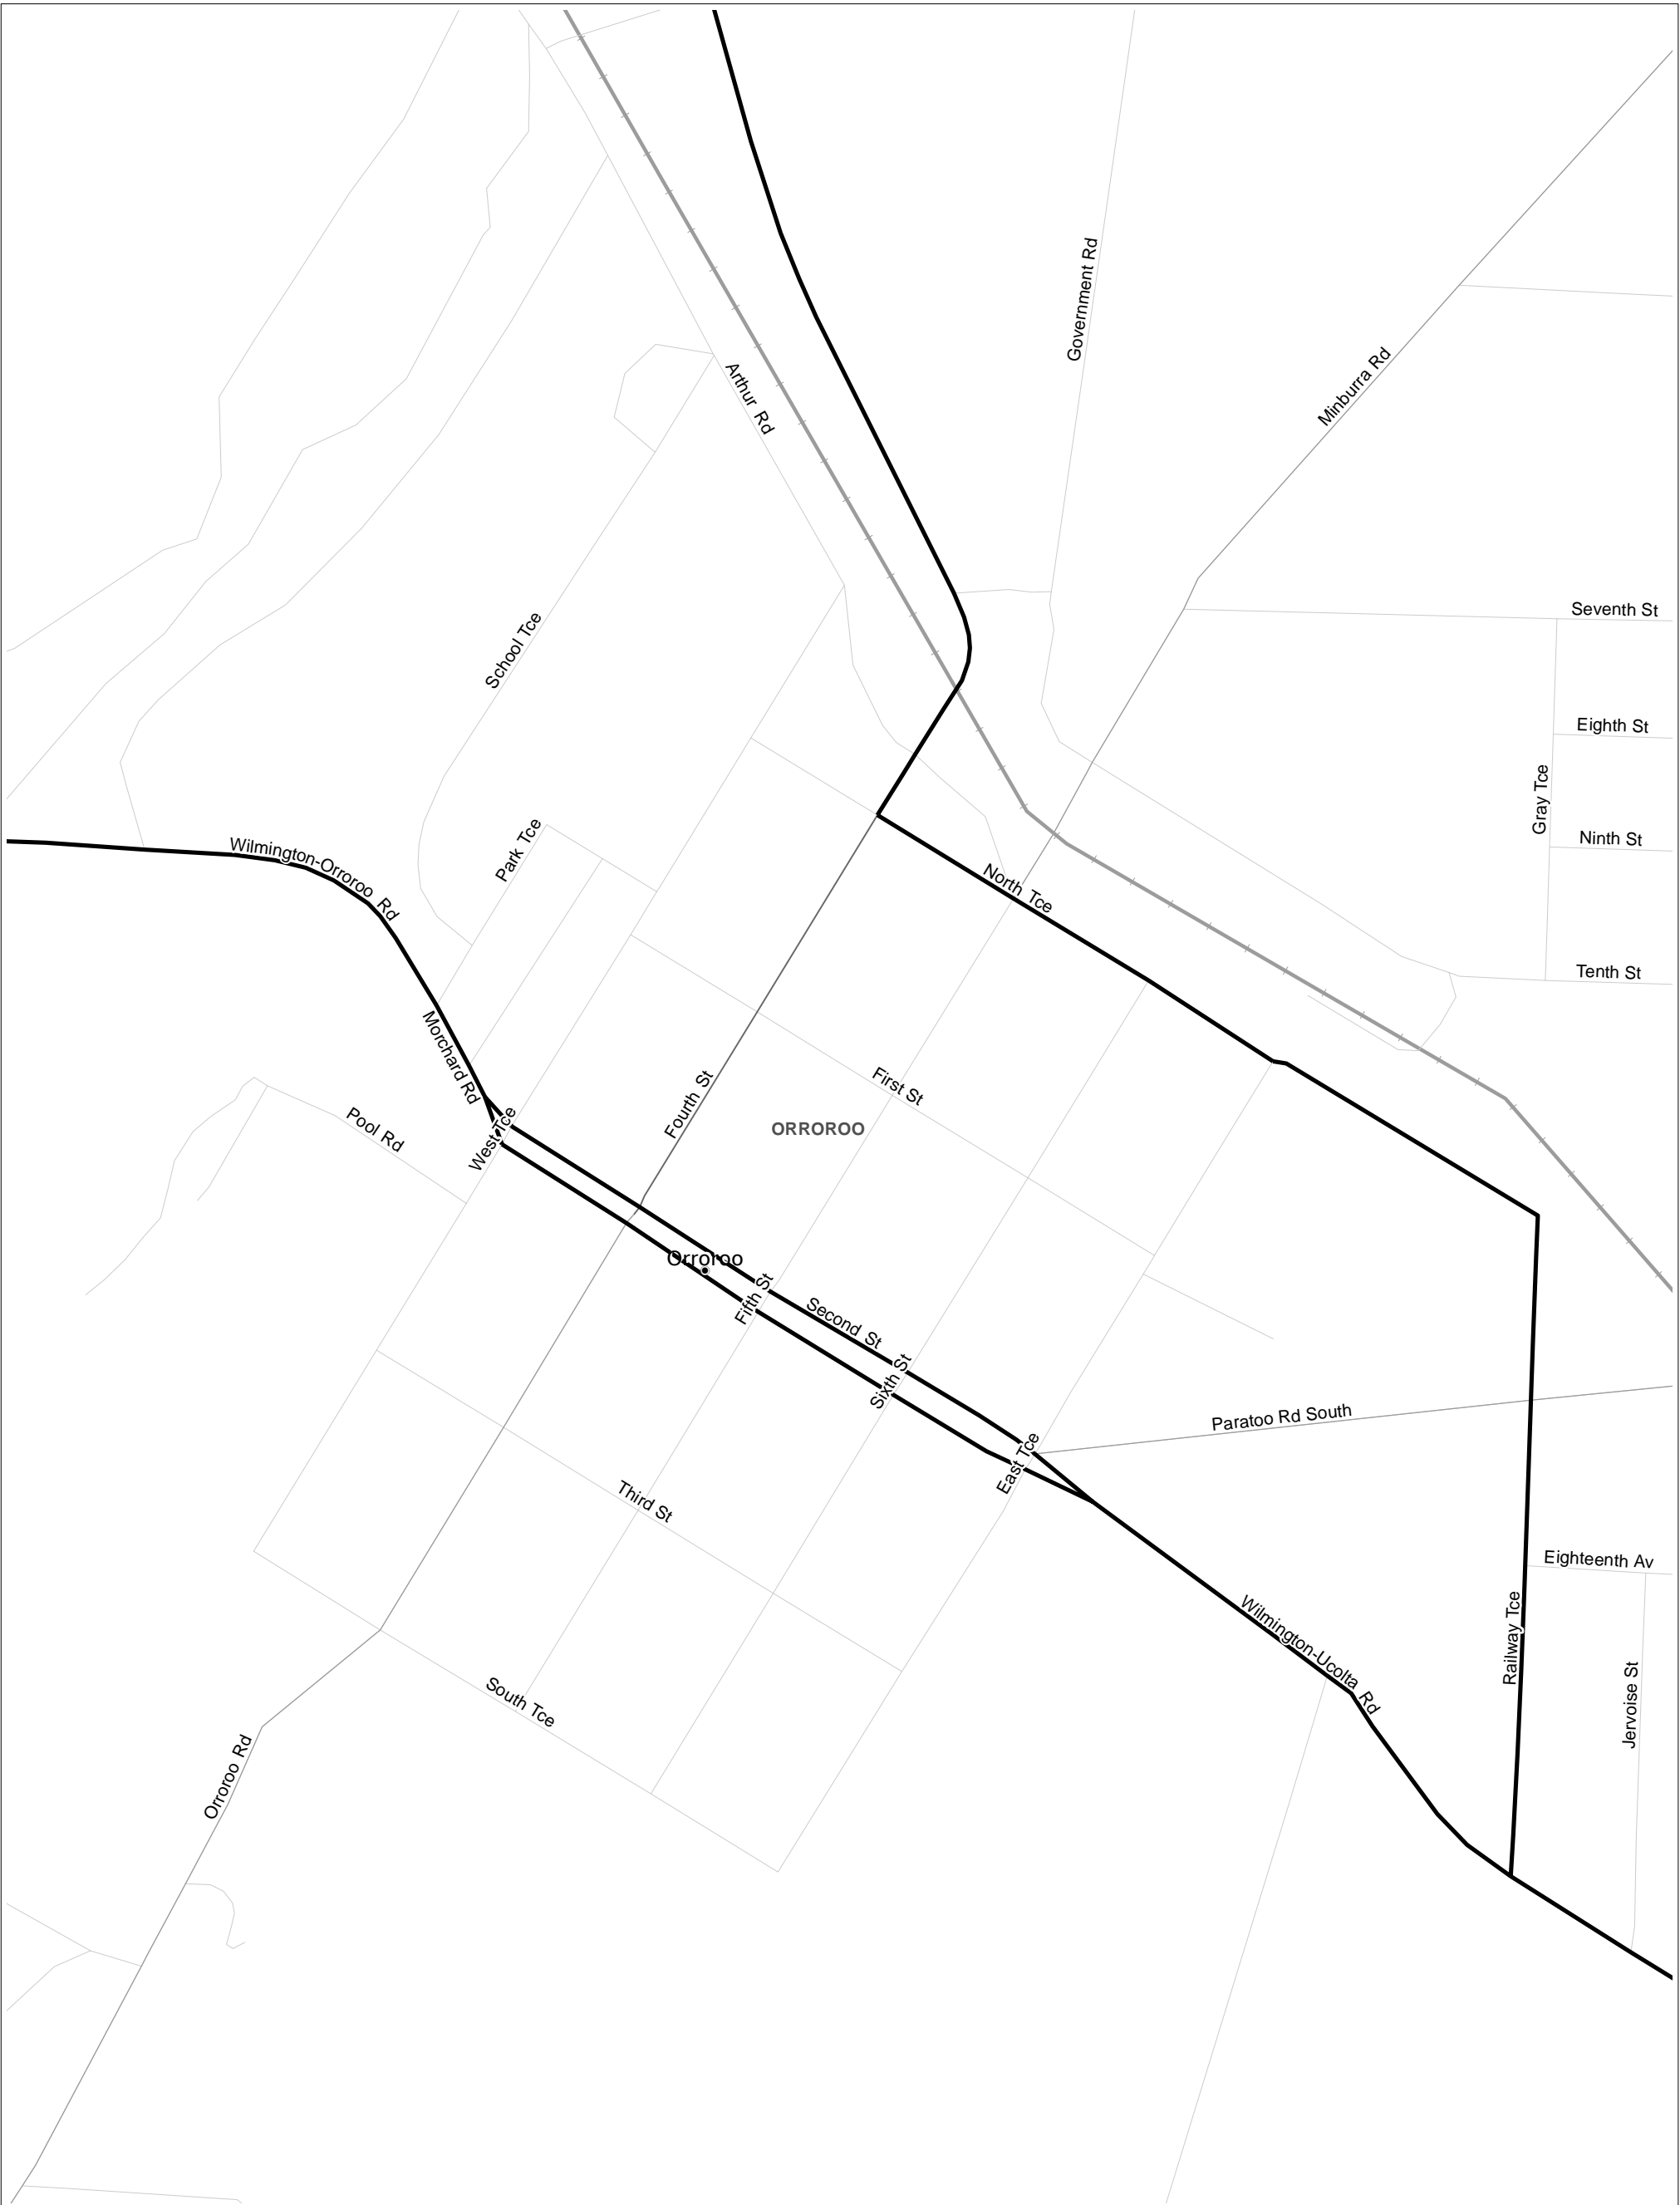 Government Rd
Minburra Rd
Arthur Rd
Seventh St
School Tce
Eighth St
Gray Tce
Park Tce
Ninth St
Wilmington-Orroroo Rd
North Tce
Tenth St
Morchard Rd
First St
Fourth St
Pool Rd
West Tce
ORROROO
Orroroo
Fifth St
Second St
Sixth St
Paratoo Rd South
East Tce
Third St
Eighteenth Av
Wilmington-Ucolta Rd
Railway Tce
Jervoise St
South Tce
Orroroo Rd